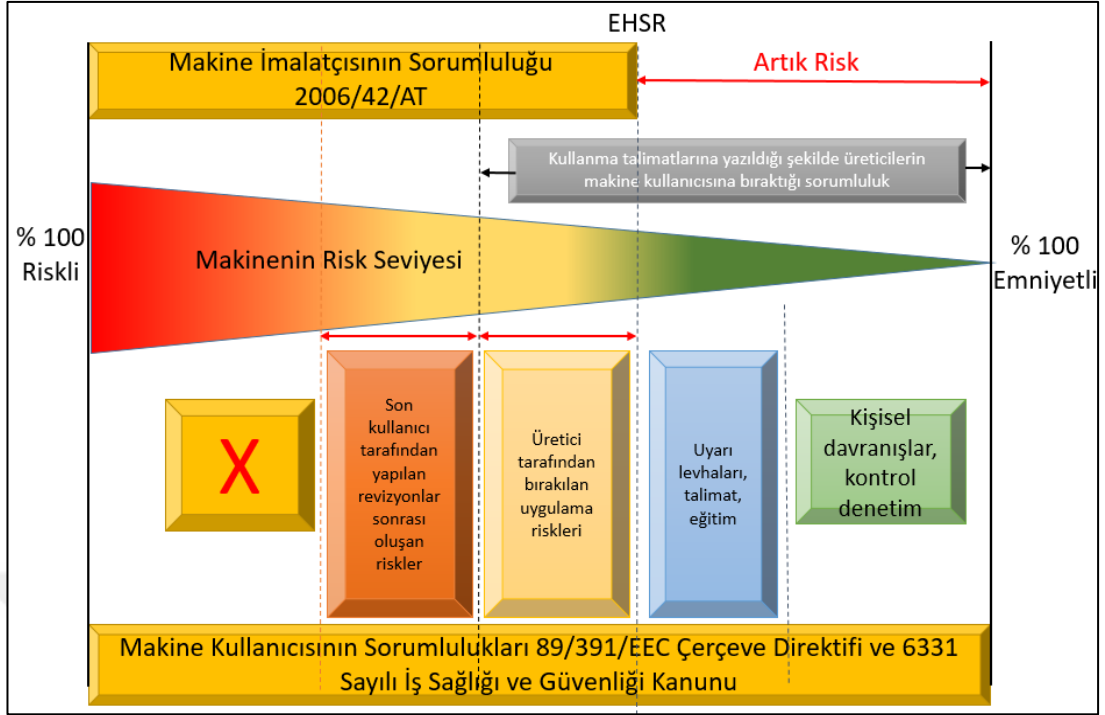 EHSR
Makine İmalatçısının Sorumluluğu
2006/42/AT
Artık Risk
Kullanma talimatlarına yazıldığı şekilde üreticilerin
makine kullanıcısına bıraktığı sorumluluk
% 100
Riskli
Makinenin Risk Seviyesi
% 100
Emniyetli
X
Son
kullanıcı
tarafından
yapılan
revizyonlar
sonrası
oluşan
riskler
Üretici
tarafından
bırakılan
uygulama
riskleri
Uyarı
levhaları,
talimat,
eğitim
Kişisel
davranışlar,
kontrol
denetim
Makine Kullanıcısının Sorumlulukları 89/391/EEC Çerçeve Direktifi ve 6331
Sayılı İş Sağlığı ve Güvenliği Kanunu